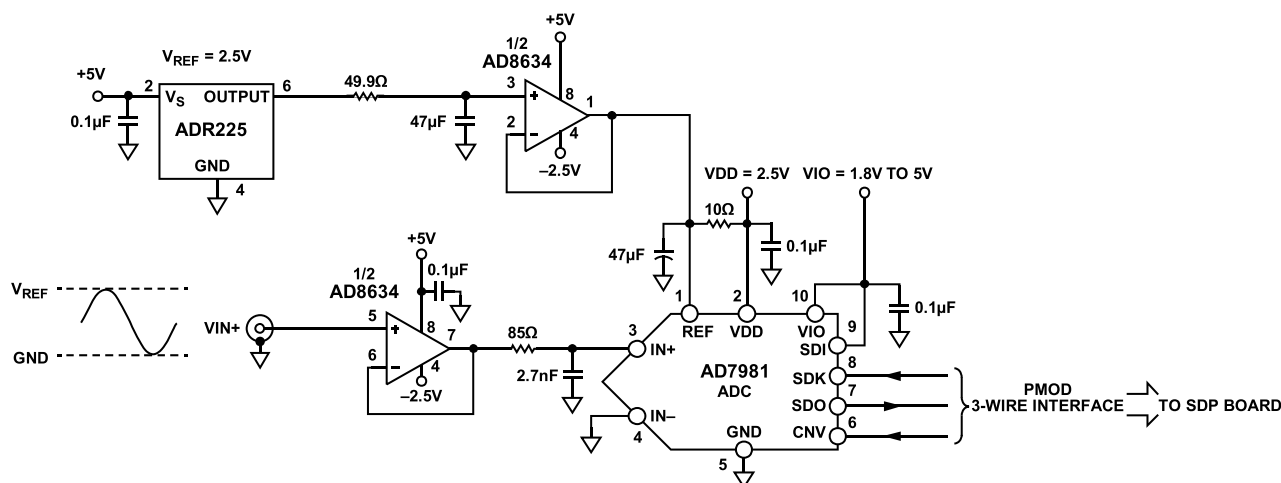 VREF = 2.5V
+5V
2
VS
OUTPUT
6
0.1µF
ADR225
GND
4
49.9Ω
47µF
1/2
AD8634
+5V
3
+
8
1
2
–
4
–2.5V
VDD = 2.5V
VIO = 1.8V TO 5V
10Ω
47µF
0.1µF
0.1µF
VREF
GND
VIN+
1/2
AD8634
+5V
0.1µF
5
+
8
7
6
–
4
–2.5V
85Ω
2.7nF
1
REF
2
VDD
10
VIO
9
SDI
3
IN+
AD7981
ADC
8
SDK
7
SDO
6
CNV
IN–
4
GND
5
PMOD
3-WIRE INTERFACE
TO SDP BOARD